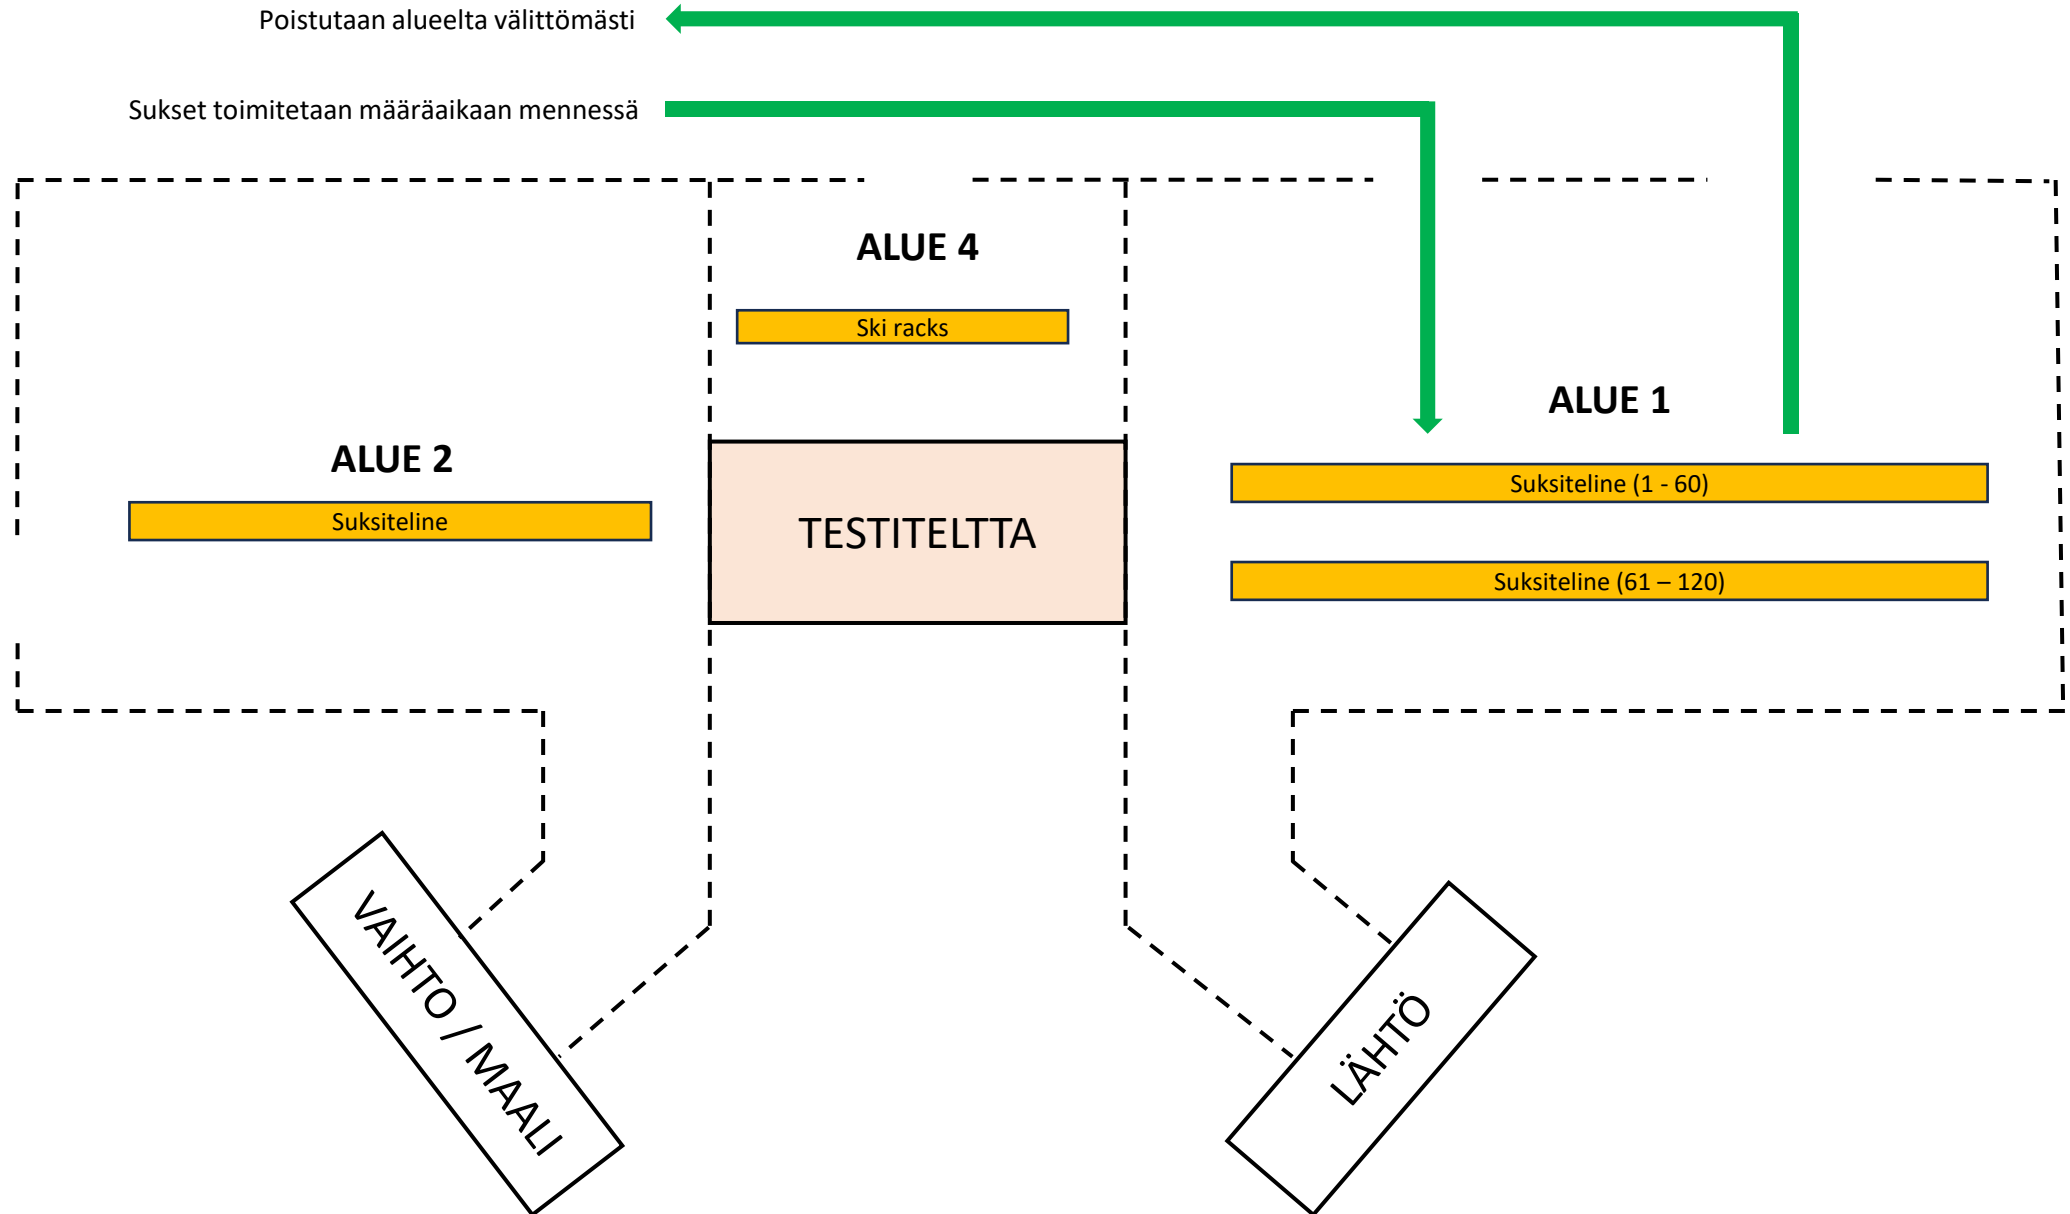 Poistutaan alueelta välittömästi
Sukset toimitetaan määräaikaan mennessä
ALUE 4
Ski racks
ALUE 1
ALUE 2
Suksiteline (1 - 60)
Suksiteline
TESTITELTTA
Suksiteline (61 – 120)
VAIHTO / MAALI
LÄHTÖ